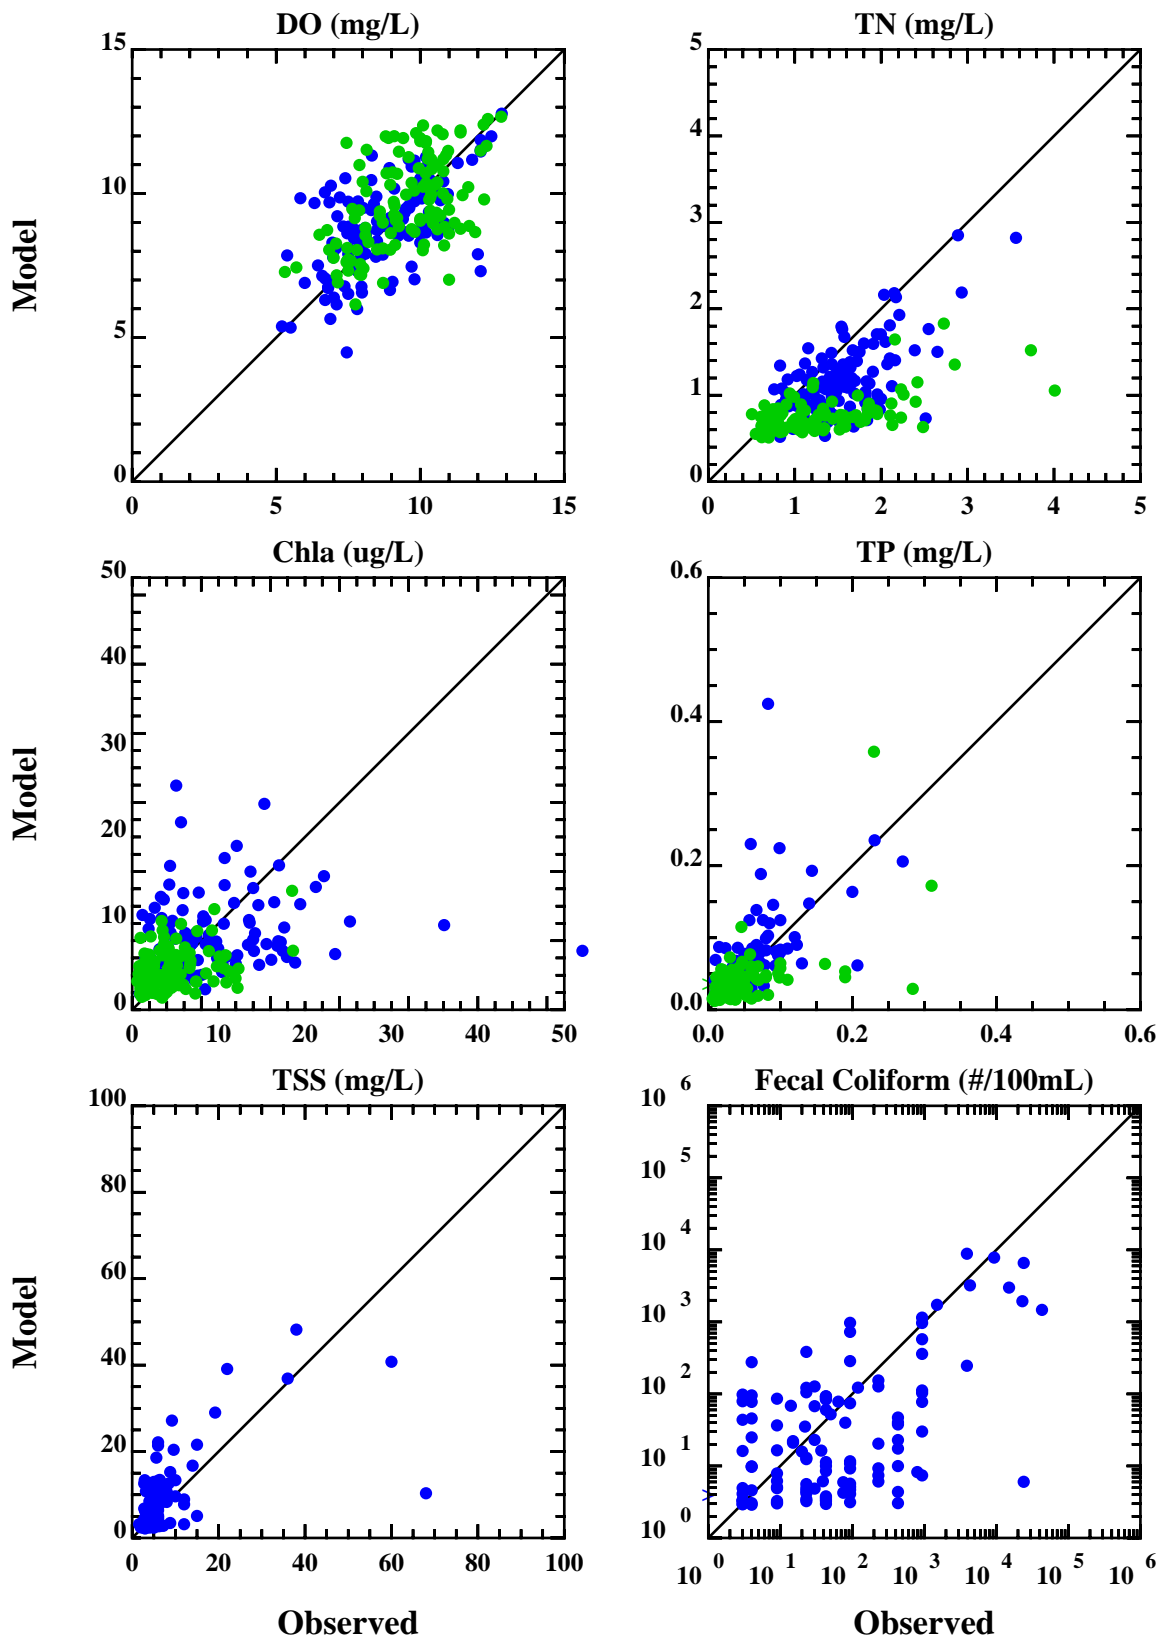 DO (mg/L) TN (mg/L)
15 5
4
10 3
Model
2
5
1
0 0
0 5 10 15 0 1 2 3 4 5
Chla (ug/L) TP (mg/L)
50 0.6
40
0.4
30
Model
20
0.2
10
0 0.0
0 10 20 30 40 50 0.0 0.2 0.4 0.6
TSS (mg/L) Fecal Coliform (#/100mL)
100 10 6
80 10 5
60 10 4
Model
10 3
40
10 2
20 10 1
0 10 0
0 20 40 60 80 100 10 0 10 1 10 2 10 3 10 4 10 5 10 6
Observed Observed